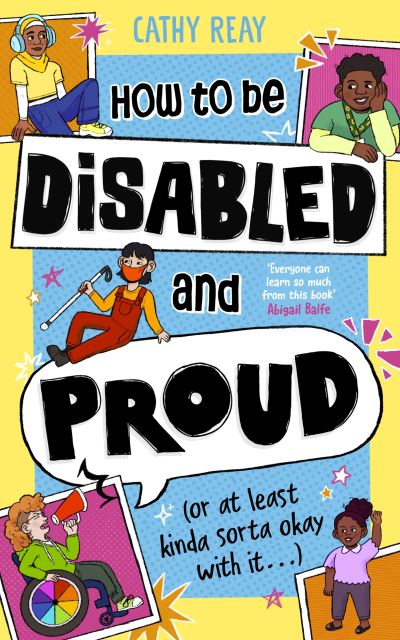 CATHY REAY
HOW to be
DiSABLED
and
'Everyone can
learn so much
from this book'
Abigail Balfe
PROUD
(or at least
kinda sorta okay
with it...)